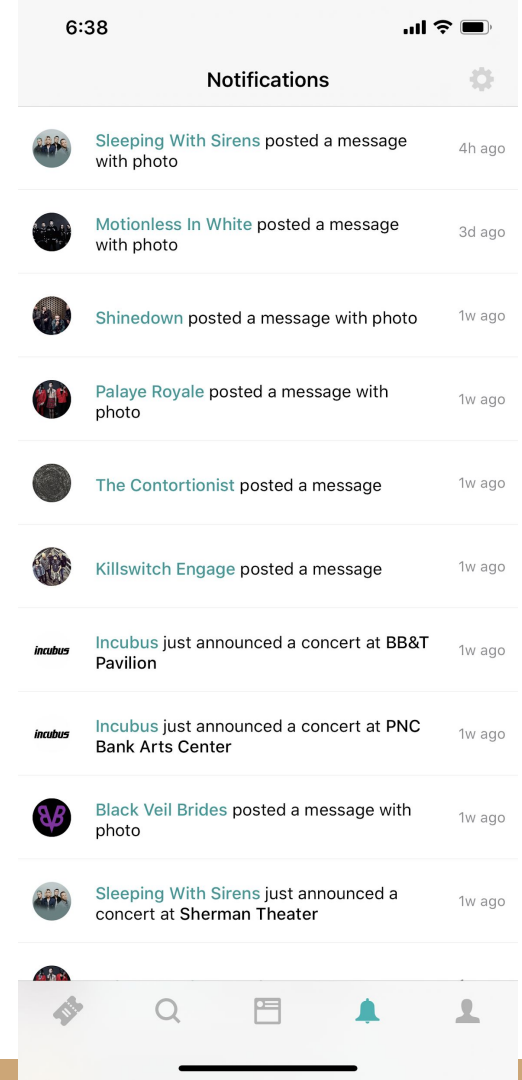 6:38
Notifications
Sleeping With Sirens posted a message
with photo
4h ago
Motionless In White posted a message
with photo
3d ago
Shinedown posted a message with photo
1w ago
Palaye Royale posted a message with
photo
1w ago
The Contortionist posted a message
1w ago
Killswitch Engage posted a message
1w ago
incubus
Incubus just announced a concert at BB&T
Pavilion
1w ago
incubus
Incubus just announced a concert at PNC
Bank Arts Center
1w ago
BVB
Black Veil Brides posted a message with
photo
1w ago
Sleeping With Sirens just announced a
concert at Sherman Theater
1w ago